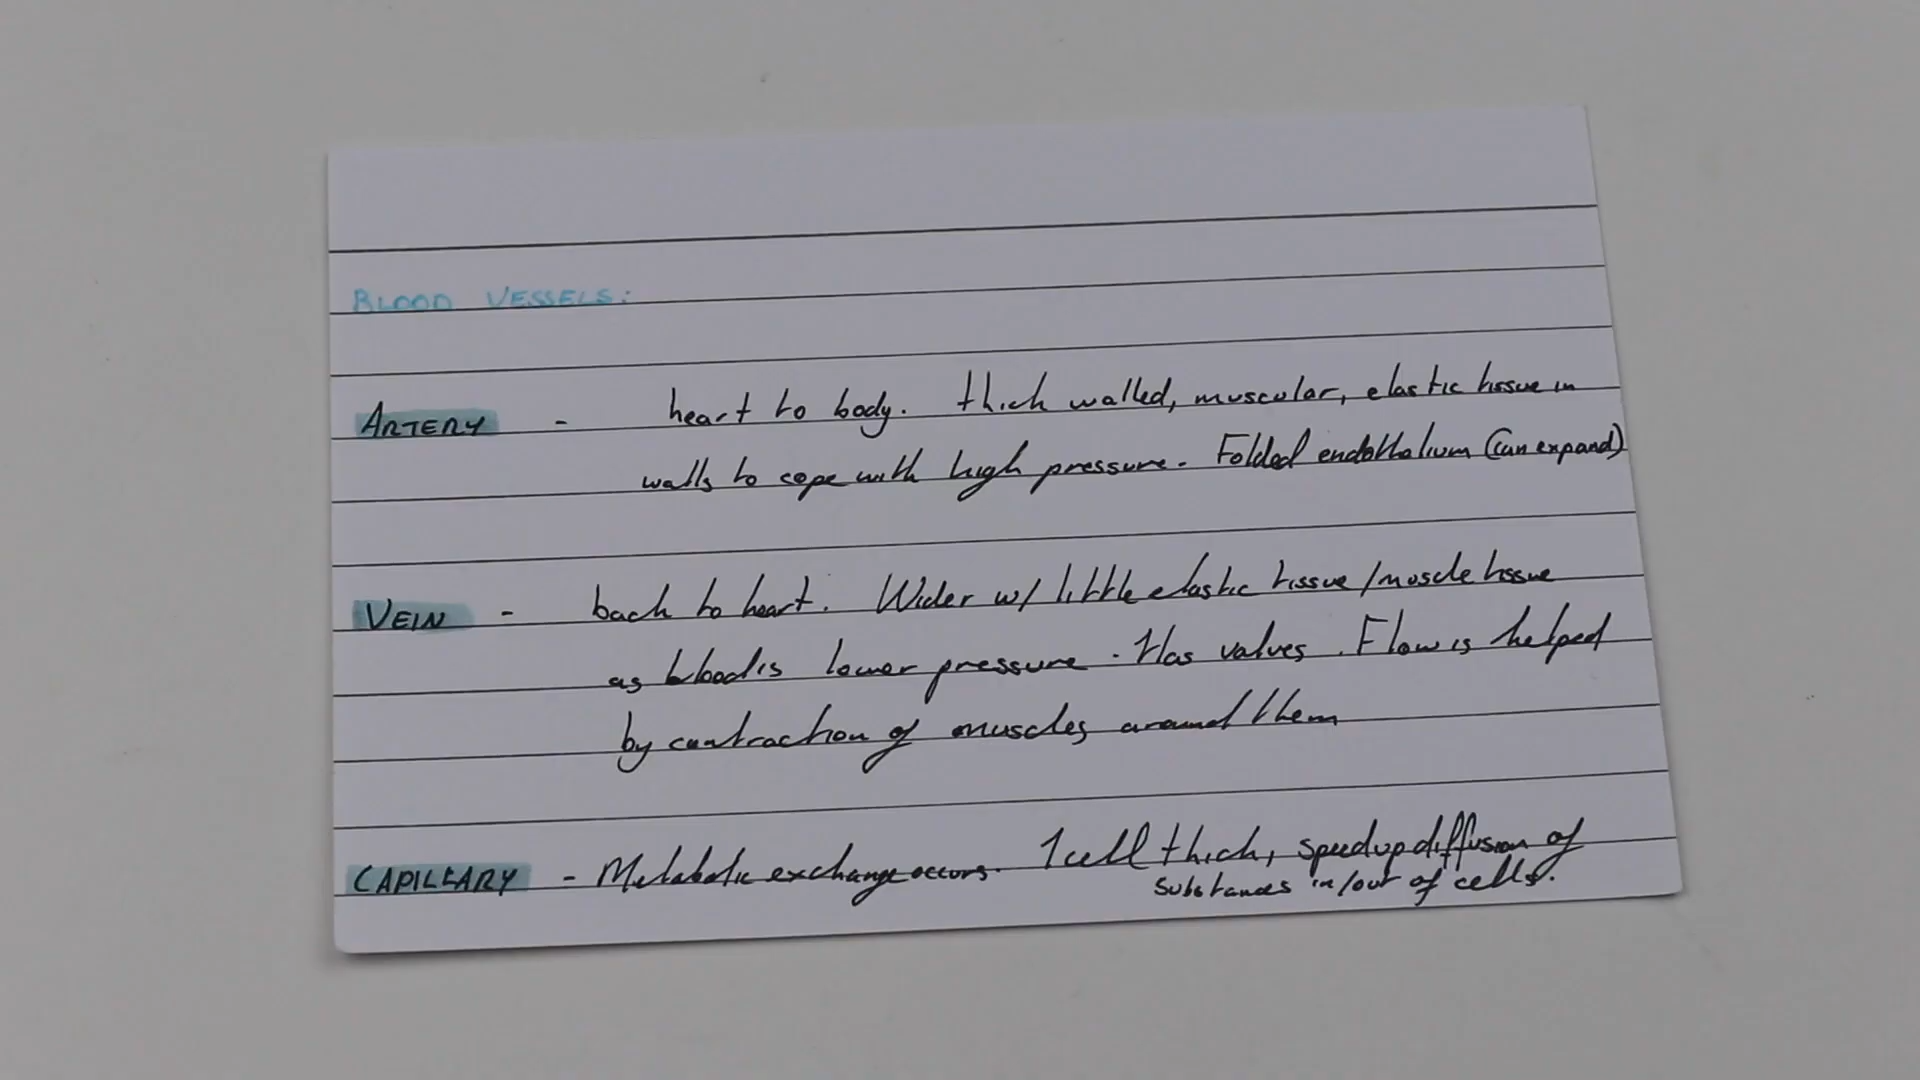 BLOOD VESSELS:
ARTERY - heart to body. thick walled, muscular, elastic tissue in
walls to cope with high pressure. Folded endothelium (can expand)
VEIN - back to heart. Wider w/ little elastic tissue/muscle tissue
as blood is lower pressure. Has valves. Flow is helped
by contraction of muscles around them
CAPILLARY - Metabolic exchange occurs. 1 cell thick, speed up diffusion of
substances in/out of cells.